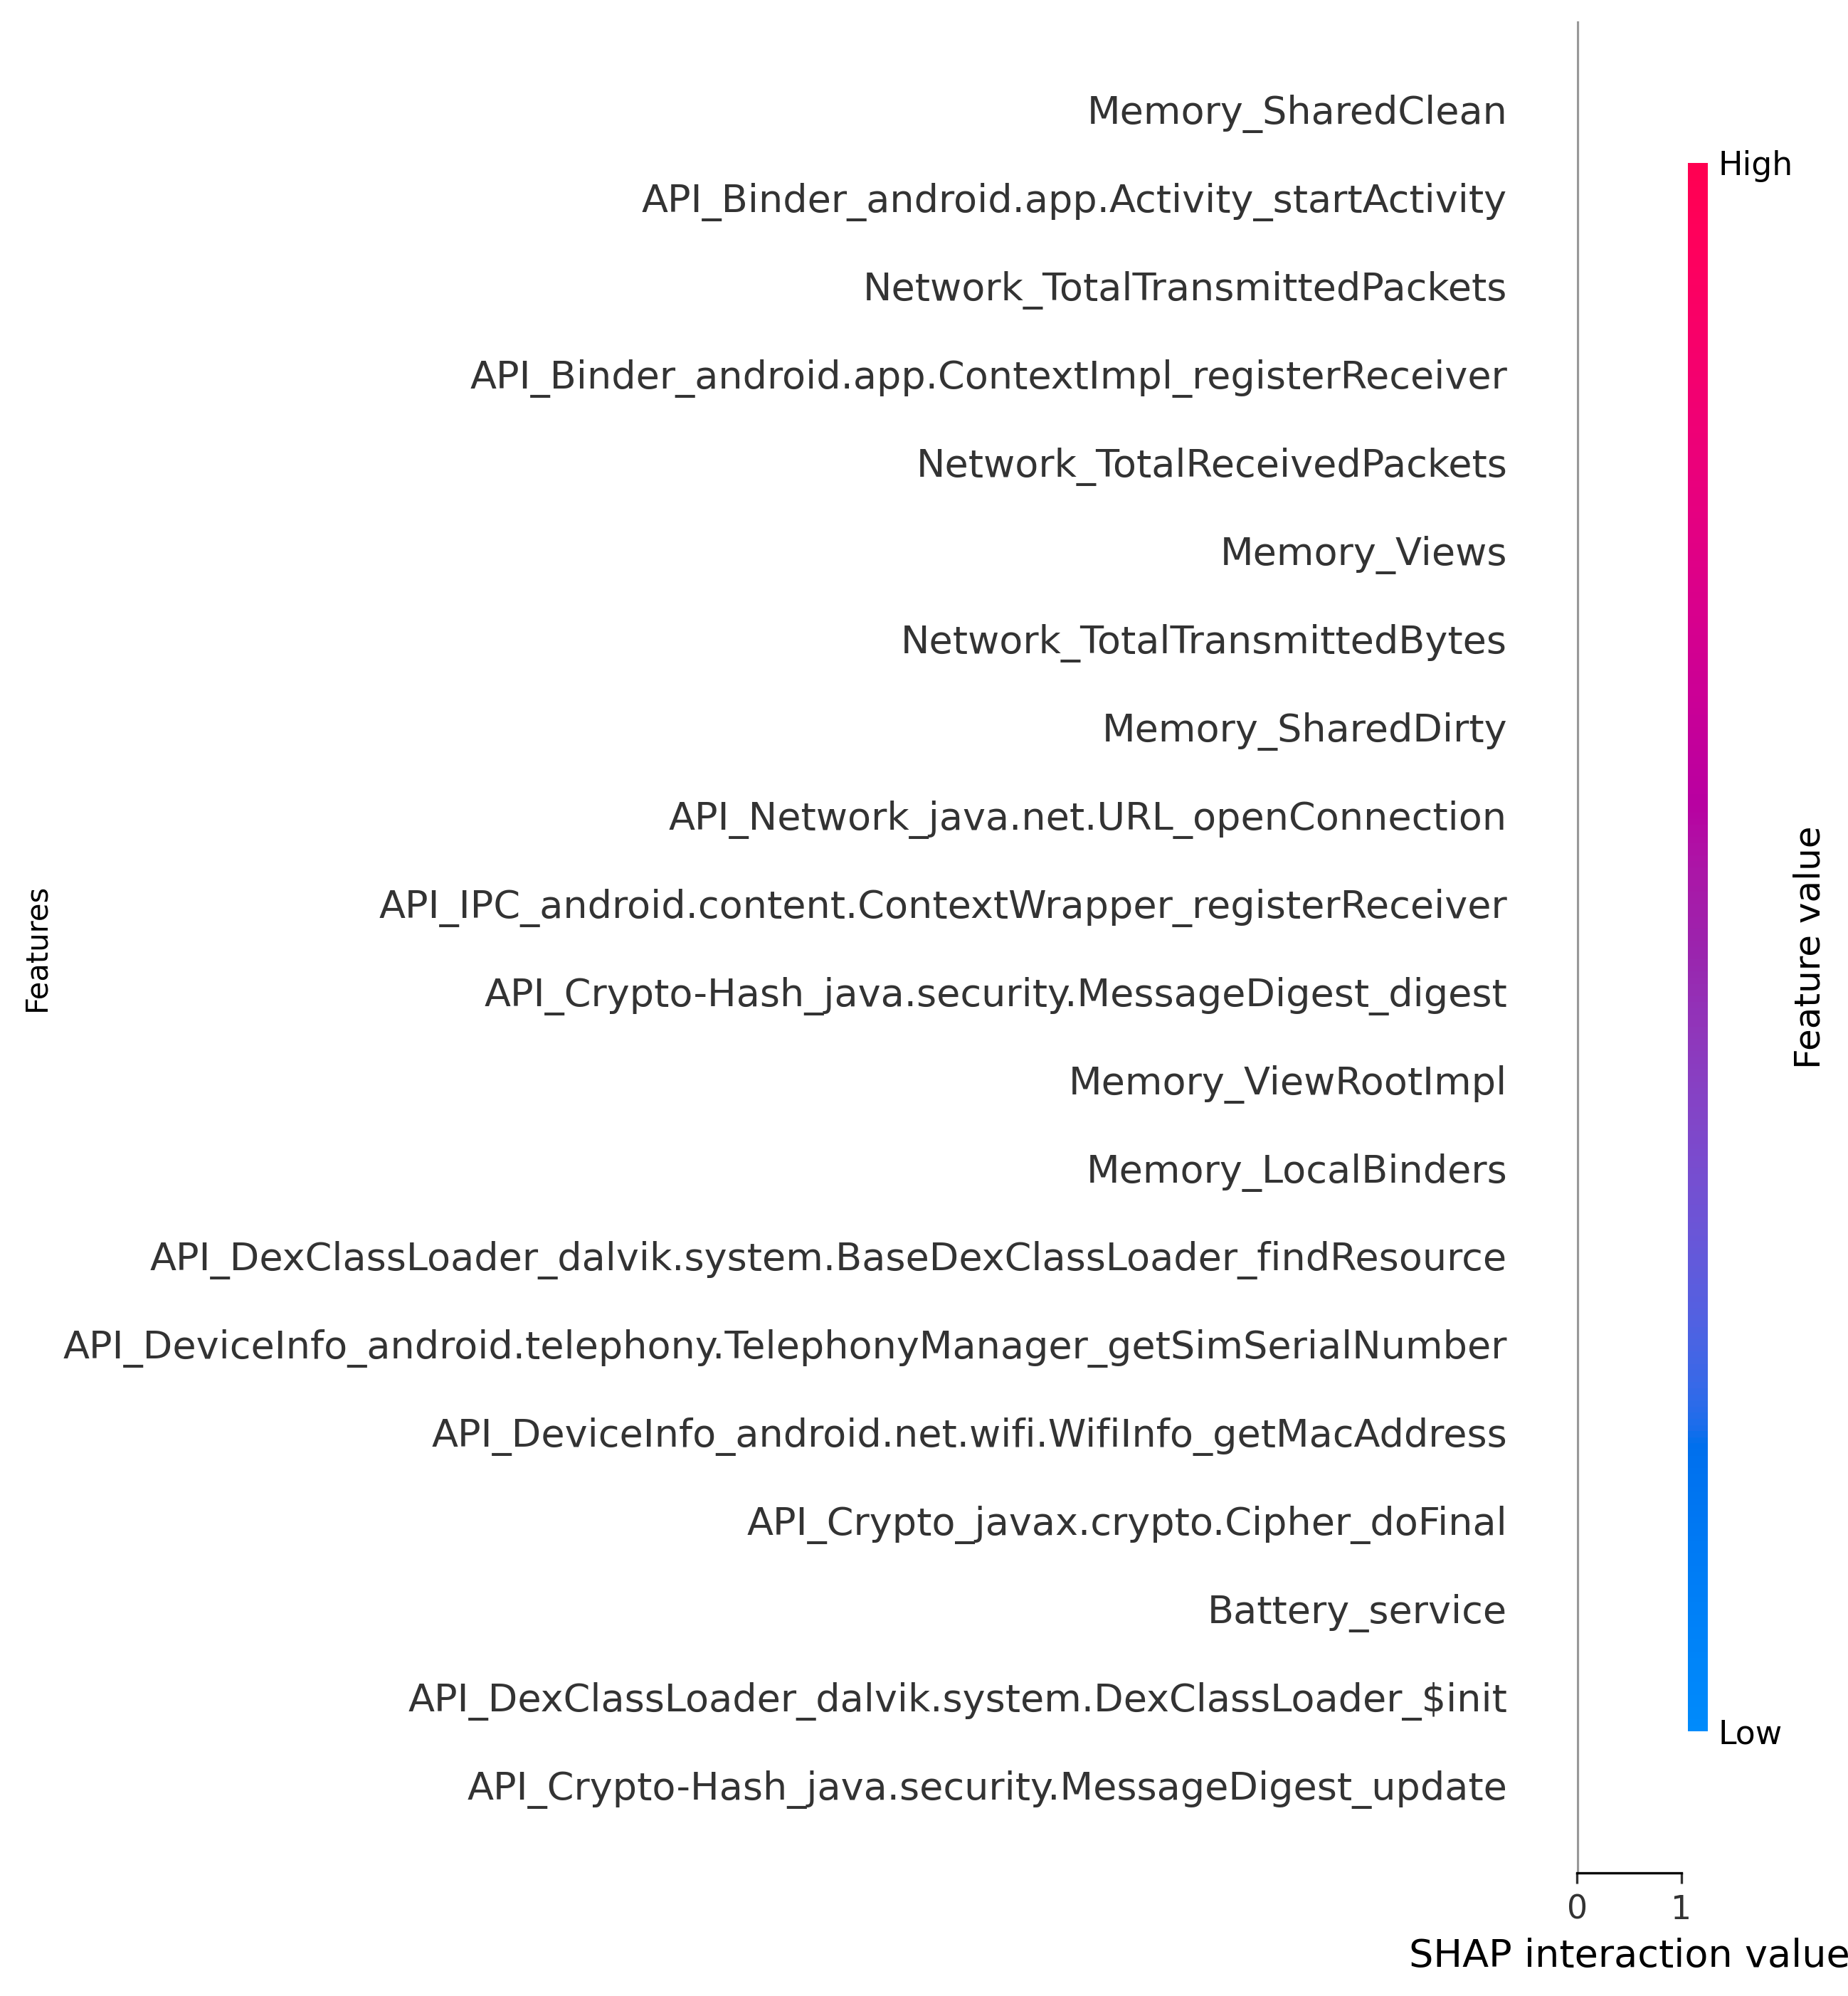 Memory_SharedClean
High
API_Binder_android.app.Activity_startActivity
Network_TotalTransmittedPackets
API_Binder_android.app.ContextImpl_registerReceiver
Network_TotalReceivedPackets
Memory_Views
Network_TotalTransmittedBytes
Memory_SharedDirty
API_Network_java.net.URL_openConnection
API_IPC_android.content.ContextWrapper_registerReceiver
Features
Feature value
API_Crypto-Hash_java.security.MessageDigest_digest
Memory_ViewRootImpl
Memory_LocalBinders
API_DexClassLoader_dalvik.system.BaseDexClassLoader_findResource
API_DeviceInfo_android.telephony.TelephonyManager_getSimSerialNumber
API_DeviceInfo_android.net.wifi.WifiInfo_getMacAddress
API_Crypto_javax.crypto.Cipher_doFinal
Battery_service
API_DexClassLoader_dalvik.system.DexClassLoader_$init
Low
API_Crypto-Hash_java.security.MessageDigest_update
0 1
SHAP interaction value